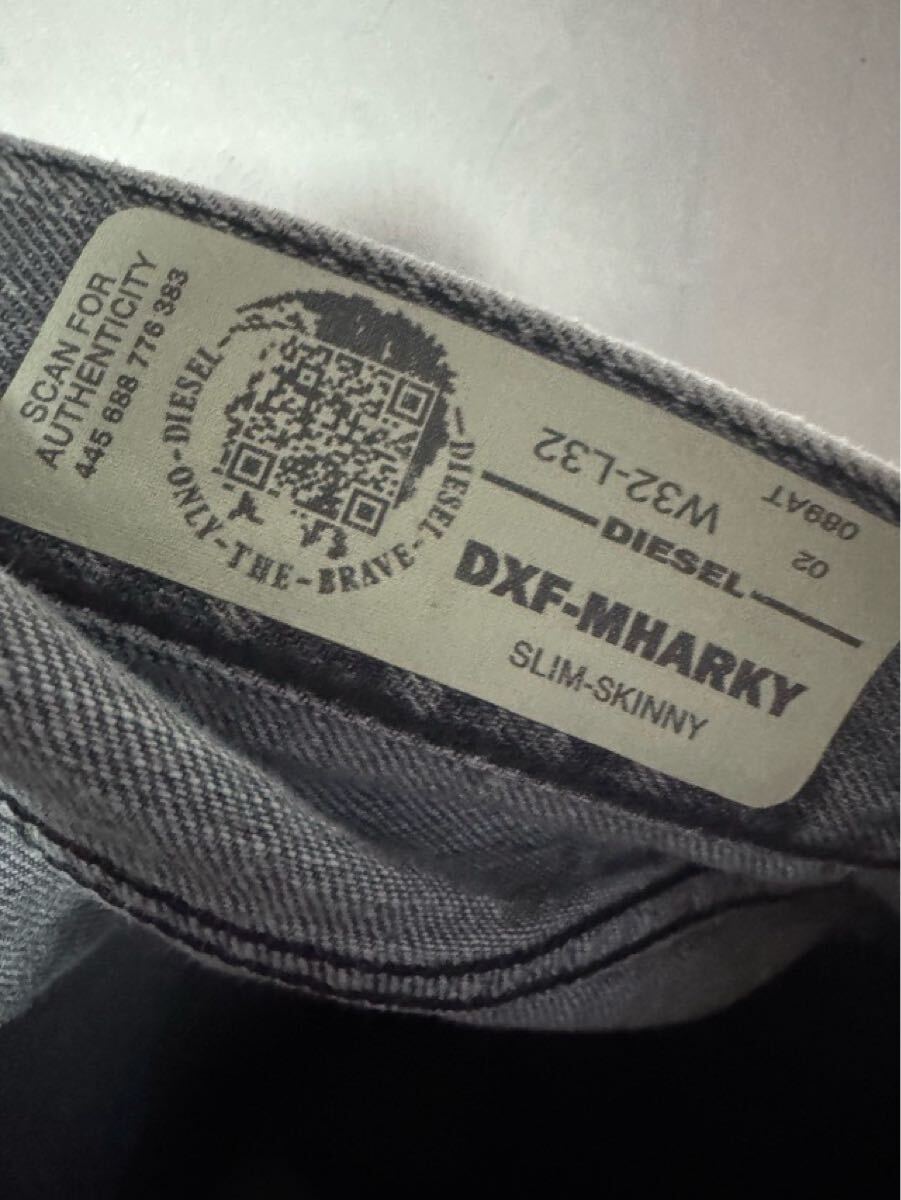 SCAN FOR
AUTHENTICITY
445 688 776 383
DIESEL-ONLY-THE-BRAVE-DIESEL
W32-L32
02
089AT
DIESEL
DXF-MHARKY
SLIM-SKINNY